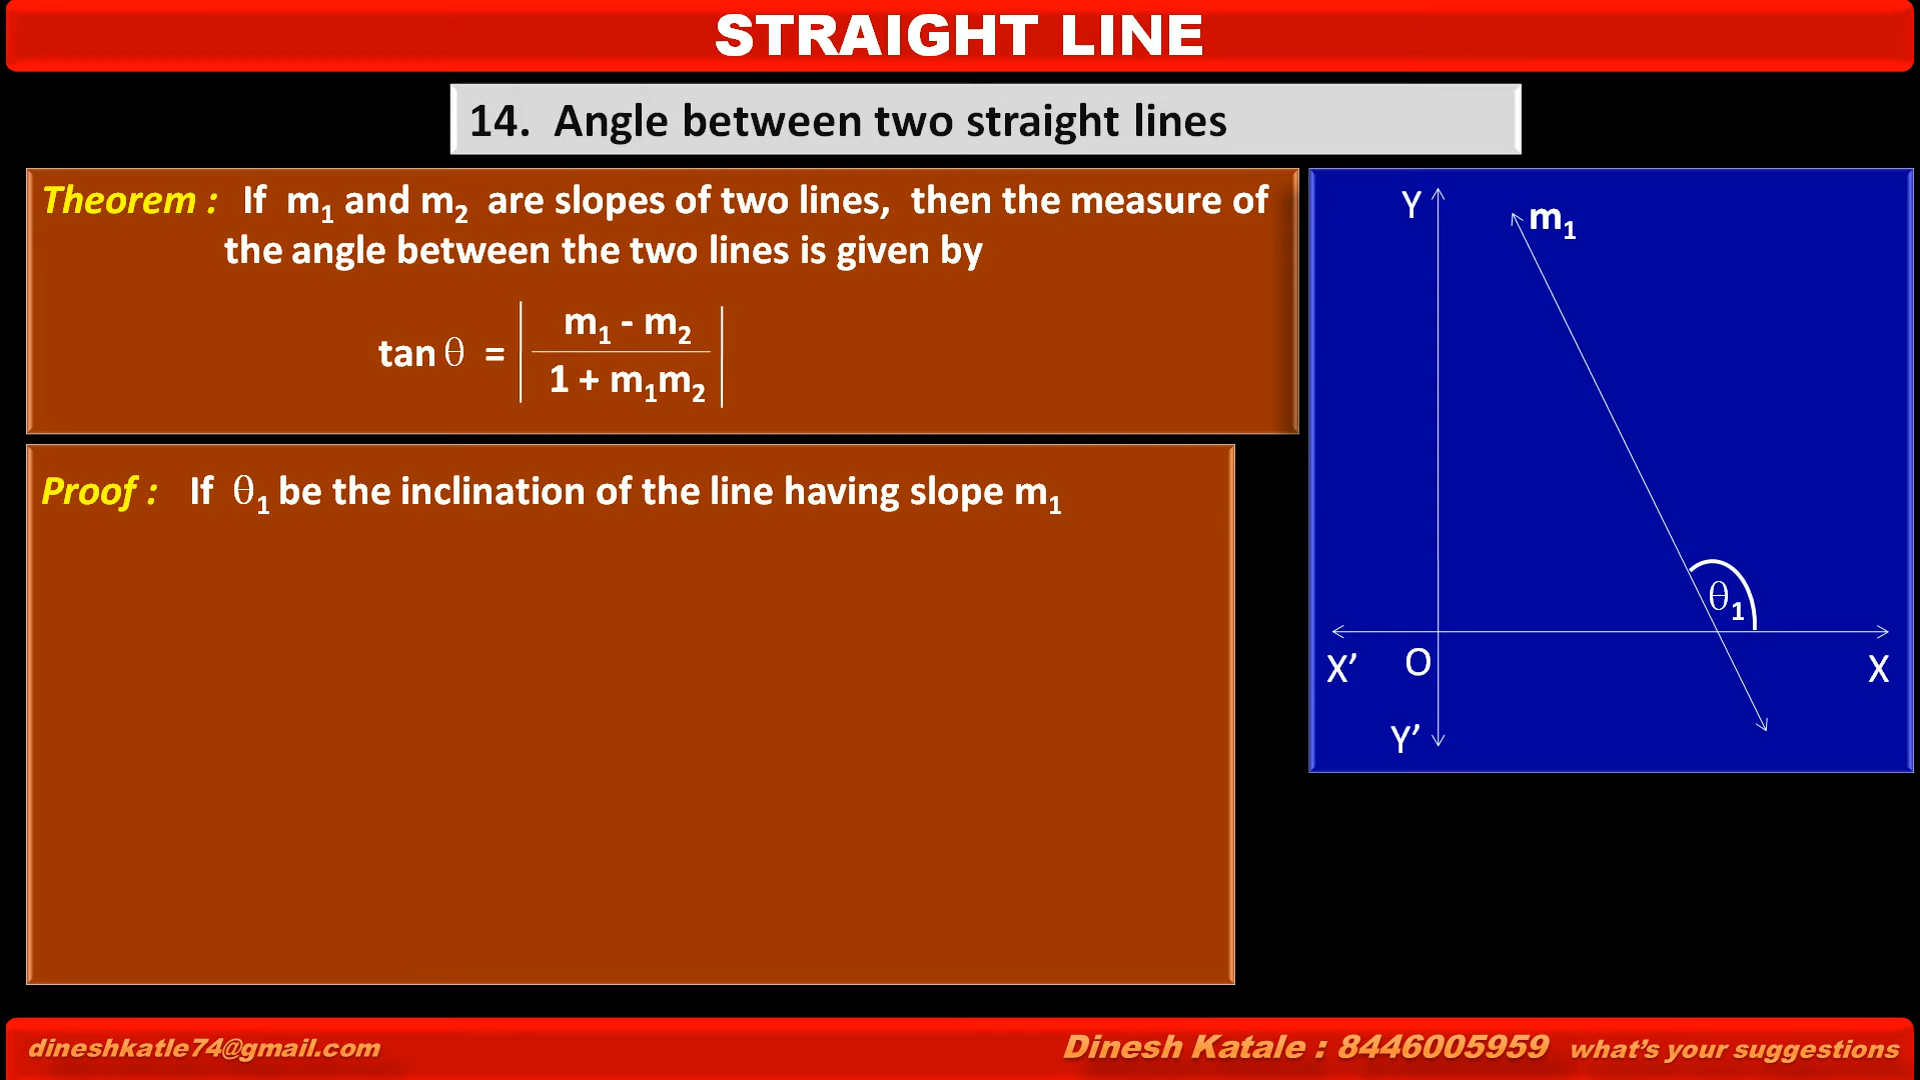 STRAIGHT LINE
14. Angle between two straight lines
Theorem : If m₁ and m₂ are slopes of two lines, then the measure of
the angle between the two lines is given by
tan θ = | (m₁ - m₂) / (1 + m₁m₂) |
Proof : If θ₁ be the inclination of the line having slope m₁
Y
m₁
θ₁
X’
O
X
Y’
dineshkatle74@gmail.com
Dinesh Katale : 8446005959 what’s your suggestions